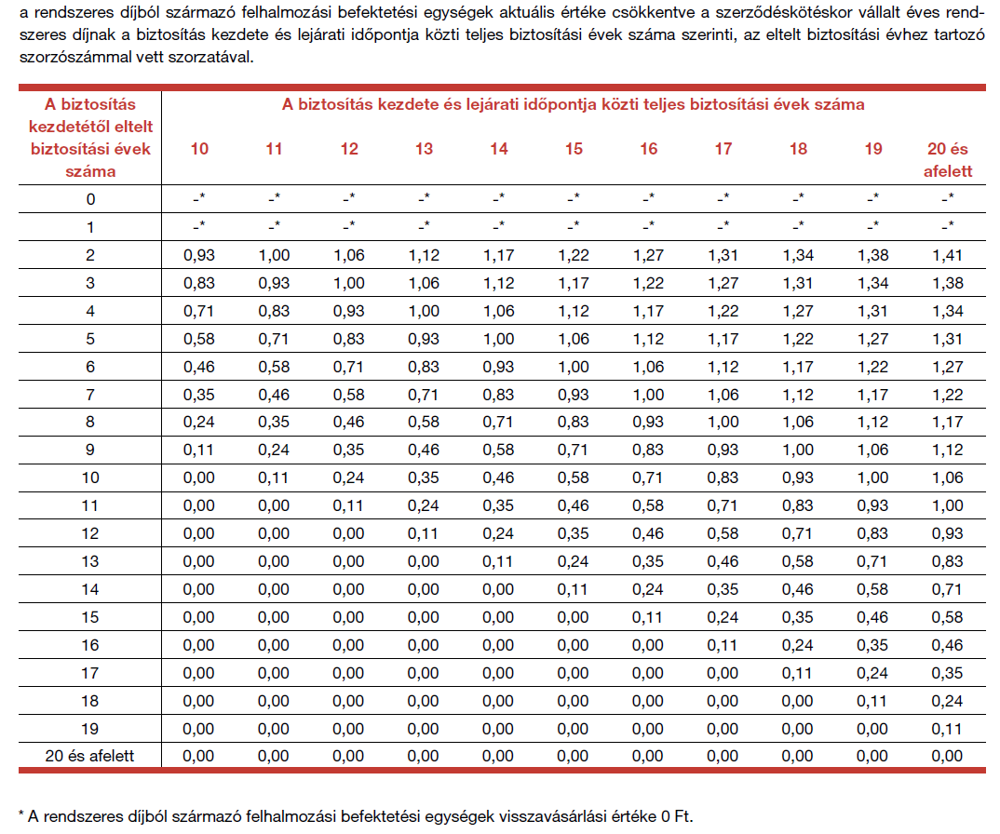 a rendszeres díjból származó felhalmozási befektetési egységek aktuális értéke csökkentve a szerződéskötéskor vállalt éves rend-
szeres díjnak a biztosítás kezdete és lejárati időpontja közti teljes biztosítási évek száma szerinti, az eltelt biztosítási évhez tartozó
szorzószámmal vett szorzatával.
A biztosítás kezdetétől eltelt biztosítási évek száma
A biztosítás kezdete és lejárati időpontja közti teljes biztosítási évek száma
10 11 12 13 14 15 16 17 18 19 20 és afelett
0 -* -* -* -* -* -* -* -* -* -* -*
1 -* -* -* -* -* -* -* -* -* -* -*
2 0,93 1,00 1,06 1,12 1,17 1,22 1,27 1,31 1,34 1,38 1,41
3 0,83 0,93 1,00 1,06 1,12 1,17 1,22 1,27 1,31 1,34 1,38
4 0,71 0,83 0,93 1,00 1,06 1,12 1,17 1,22 1,27 1,31 1,34
5 0,58 0,71 0,83 0,93 1,00 1,06 1,12 1,17 1,22 1,27 1,31
6 0,46 0,58 0,71 0,83 0,93 1,00 1,06 1,12 1,17 1,22 1,27
7 0,35 0,46 0,58 0,71 0,83 0,93 1,00 1,06 1,12 1,17 1,22
8 0,24 0,35 0,46 0,58 0,71 0,83 0,93 1,00 1,06 1,12 1,17
9 0,11 0,24 0,35 0,46 0,58 0,71 0,83 0,93 1,00 1,06 1,12
10 0,00 0,11 0,24 0,35 0,46 0,58 0,71 0,83 0,93 1,00 1,06
11 0,00 0,00 0,11 0,24 0,35 0,46 0,58 0,71 0,83 0,93 1,00
12 0,00 0,00 0,00 0,11 0,24 0,35 0,46 0,58 0,71 0,83 0,93
13 0,00 0,00 0,00 0,00 0,11 0,24 0,35 0,46 0,58 0,71 0,83
14 0,00 0,00 0,00 0,00 0,00 0,11 0,24 0,35 0,46 0,58 0,71
15 0,00 0,00 0,00 0,00 0,00 0,00 0,11 0,24 0,35 0,46 0,58
16 0,00 0,00 0,00 0,00 0,00 0,00 0,00 0,11 0,24 0,35 0,46
17 0,00 0,00 0,00 0,00 0,00 0,00 0,00 0,00 0,11 0,24 0,35
18 0,00 0,00 0,00 0,00 0,00 0,00 0,00 0,00 0,00 0,11 0,24
19 0,00 0,00 0,00 0,00 0,00 0,00 0,00 0,00 0,00 0,00 0,11
20 és afelett 0,00 0,00 0,00 0,00 0,00 0,00 0,00 0,00 0,00 0,00 0,00
* A rendszeres díjból származó felhalmozási befektetési egységek visszavásárlási értéke 0 Ft.